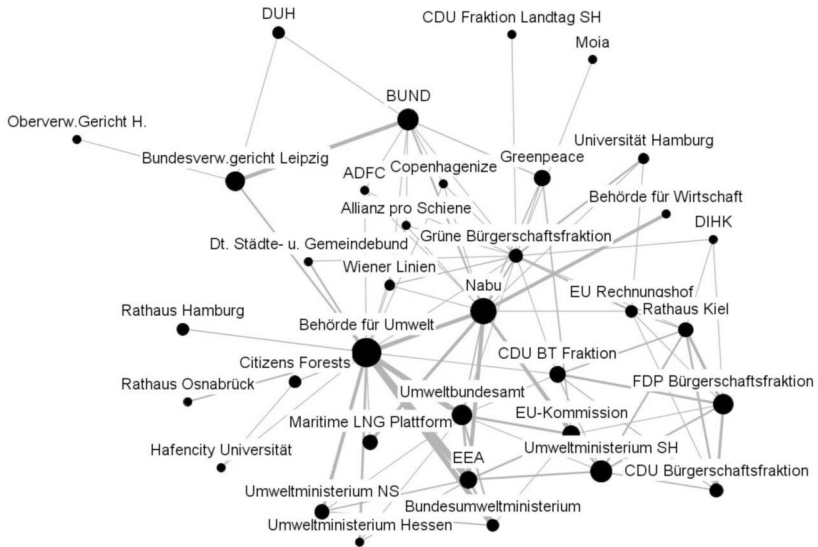 DUH
CDU Fraktion Landtag SH
Moia
BUND
Oberverw.Gericht H.
Universität Hamburg
Bundesverw.gericht Leipzig
Greenpeace
ADFC
Copenhagenize
Behörde für Wirtschaft
Allianz pro Schiene
DIHK
Grüne Bürgerschaftsfraktion
Dt. Städte- u. Gemeindebund
Wiener Linien
Nabu
EU Rechnungshof
Rathaus Hamburg
Rathaus Kiel
Behörde für Umwelt
CDU BT Fraktion
Citizens Forests
Rathaus Osnabrück
FDP Bürgerschaftsfraktion
Umweltbundesamt
EU-Kommission
Maritime LNG Plattform
Hafencity Universität
Umweltministerium SH
EEA
CDU Bürgerschaftsfraktion
Umweltministerium NS
Bundesumweltministerium
Umweltministerium Hessen